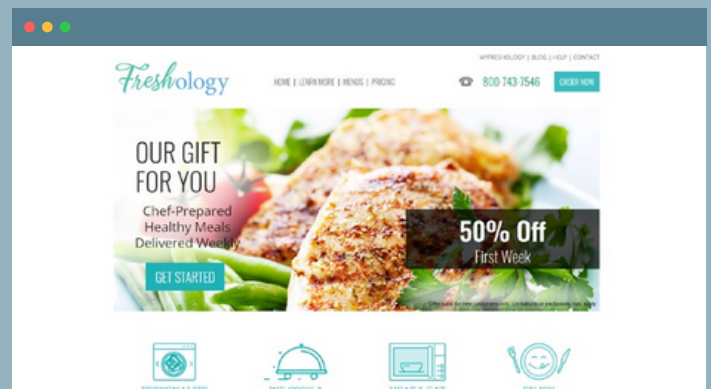 MYFRESHOLOGY | BLOG | HELP | CONTACT
Freshology
HOME | LEARN MORE | MENUS | PRICING
800-743-7546
ORDER NOW
OUR GIFT
FOR YOU
Chef-Prepared
Healthy Meals
Delivered Weekly
GET STARTED
50% Off
First Week